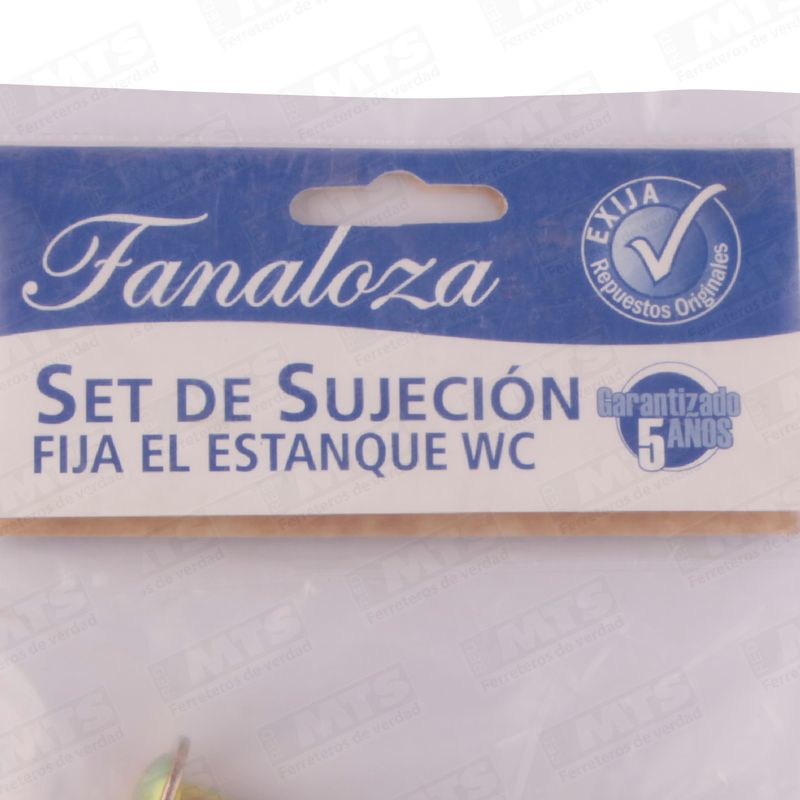 Fanaloza
EXIJA
Repuestos Originales
SET DE SUJECIÓN
FIJA EL ESTANQUE WC
Garantizado
5 AÑOS
MTS
Ferreteros de verdad